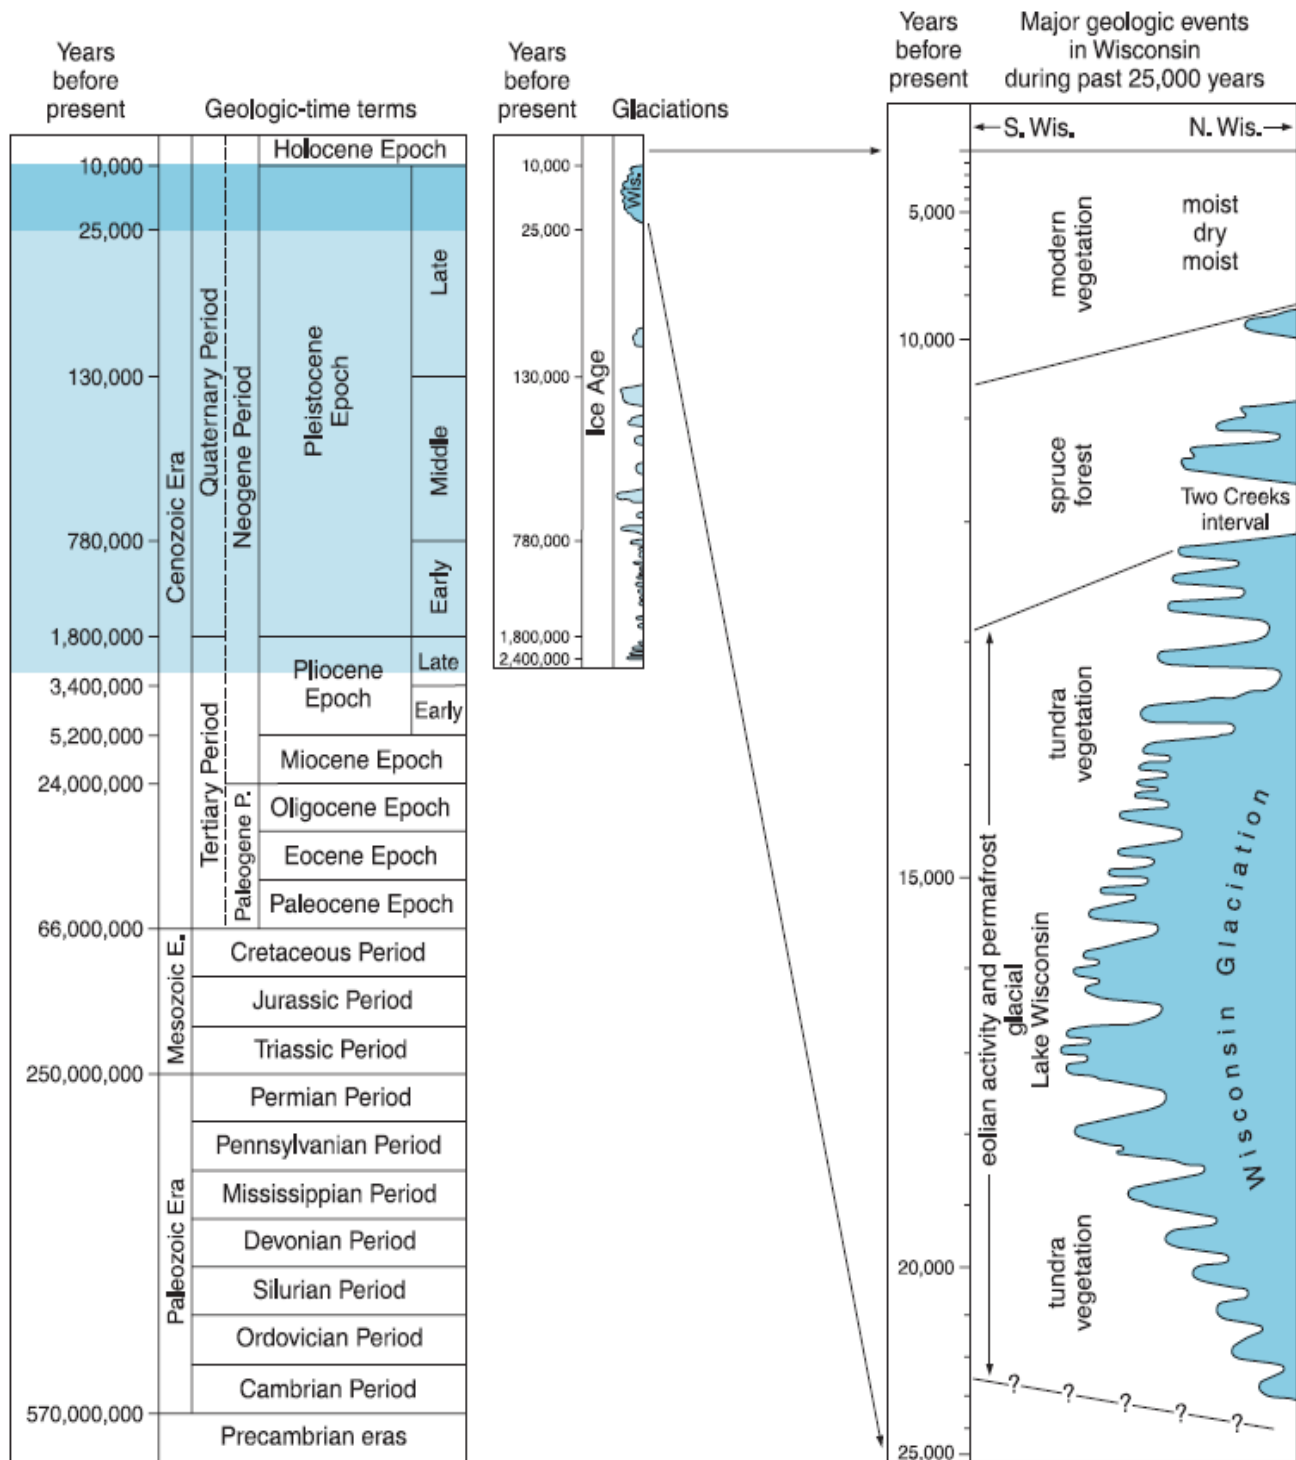 Years
before
present
Geologic-time terms
Holocene Epoch
10,000
25,000
130,000
780,000
1,800,000
3,400,000
5,200,000
24,000,000
66,000,000
250,000,000
570,000,000
Cenozoic Era
Mesozoic E.
Paleozoic Era
Quaternary Period
Tertiary Period
Neogene Period
Paleogene P.
Pleistocene
Epoch
Late
Middle
Early
Pliocene
Epoch
Late
Early
Miocene Epoch
Oligocene Epoch
Eocene Epoch
Paleocene Epoch
Cretaceous Period
Jurassic Period
Triassic Period
Permian Period
Pennsylvanian Period
Mississippian Period
Devonian Period
Silurian Period
Ordovician Period
Cambrian Period
Precambrian eras
Years
before
present
Glaciations
10,000
25,000
130,000
780,000
1,800,000
2,400,000
Ice Age
Wis.
Years
before
present
Major geologic events
in Wisconsin
during past 25,000 years
S. Wis.
N. Wis.
5,000
10,000
15,000
20,000
25,000
modern
vegetation
moist
dry
moist
spruce
forest
Two Creeks
interval
tundra
vegetation
eolian activity and permafrost
glacial
Lake Wisconsin
Wisconsin Glaciation
tundra
vegetation
? ? ? ? ?